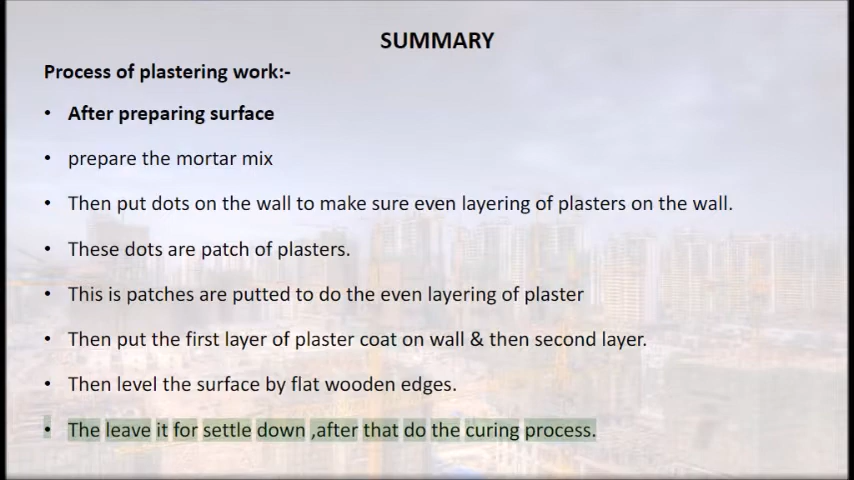 SUMMARY
Process of plastering work:-
• After preparing surface
• prepare the mortar mix
• Then put dots on the wall to make sure even layering of plasters on the wall.
• These dots are patch of plasters.
• This is patches are putted to do the even layering of plaster
• Then put the first layer of plaster coat on wall & then second layer.
• Then level the surface by flat wooden edges.
• The leave it for settle down ,after that do the curing process.